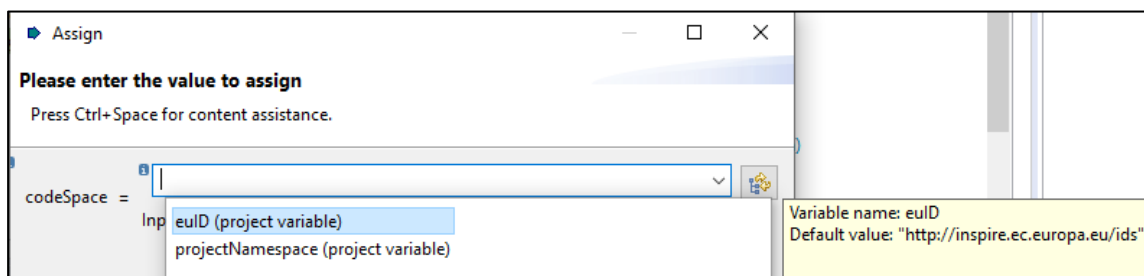 Assign
Please enter the value to assign
Press Ctrl+Space for content assistance.
)
codeSpace =
Inp
euID (project variable)
projectNamespace (project variable)
Variable name: euID
Default value: "http://inspire.ec.europa.eu/ids"